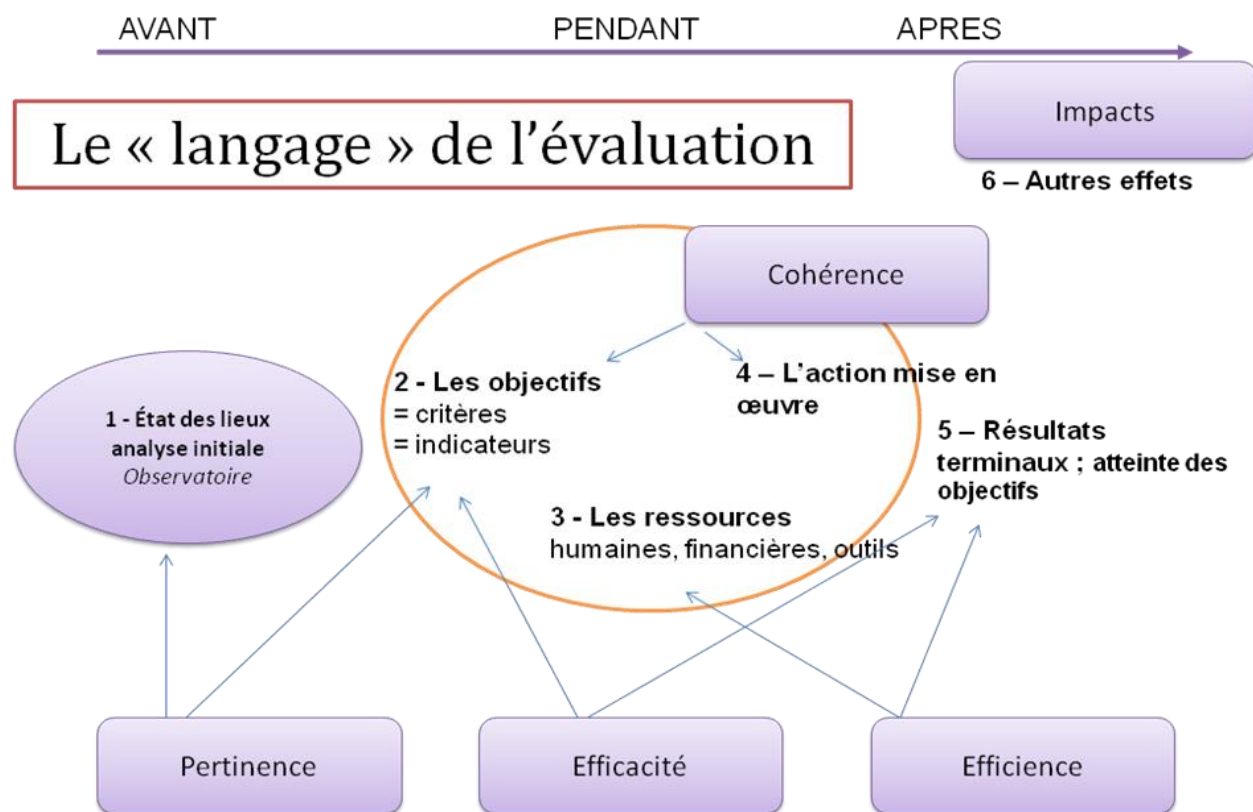 AVANT
PENDANT
APRES
Impacts
Le « langage » de l’évaluation
6 – Autres effets
Cohérence
2 - Les objectifs
= critères
= indicateurs
4 – L’action mise en
œuvre
1 - État des lieux
analyse initiale
Observatoire
5 – Résultats
terminaux ; atteinte des
objectifs
3 - Les ressources
humaines, financières, outils
Pertinence
Efficacité
Efficience